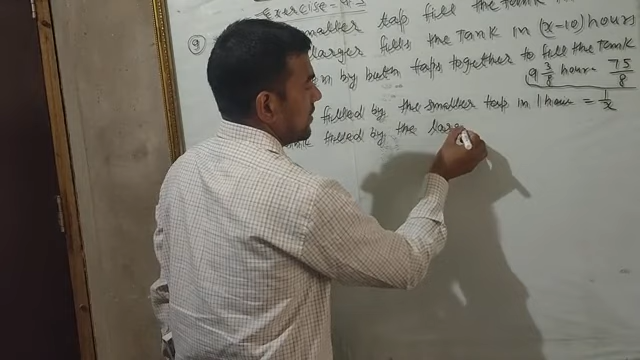 Exercise - 4.3
⑨ smaller tap fill the tank in
larger fills the Tank in (x-10) hours
by both taps together to fill the Tank
9 3/8 hour = 75/8
filled by the smaller tap in 1 hour = 1/x
filled by the large